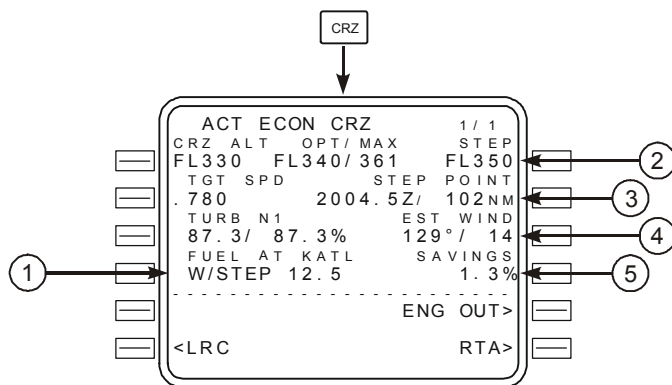 CRZ
ACT ECON CRZ 1/1
CRZ ALT OPT/MAX STEP
FL330 FL340/361 FL350
TGT SPD STEP POINT
.780 2004.5Z/ 102NM
TURB N1 EST WIND
87.3/ 87.3% 129°/ 14
FUEL AT KATL SAVINGS
W/STEP 12.5 1.3%
ENG OUT>
<LRC RTA>
2
3
4
1
5